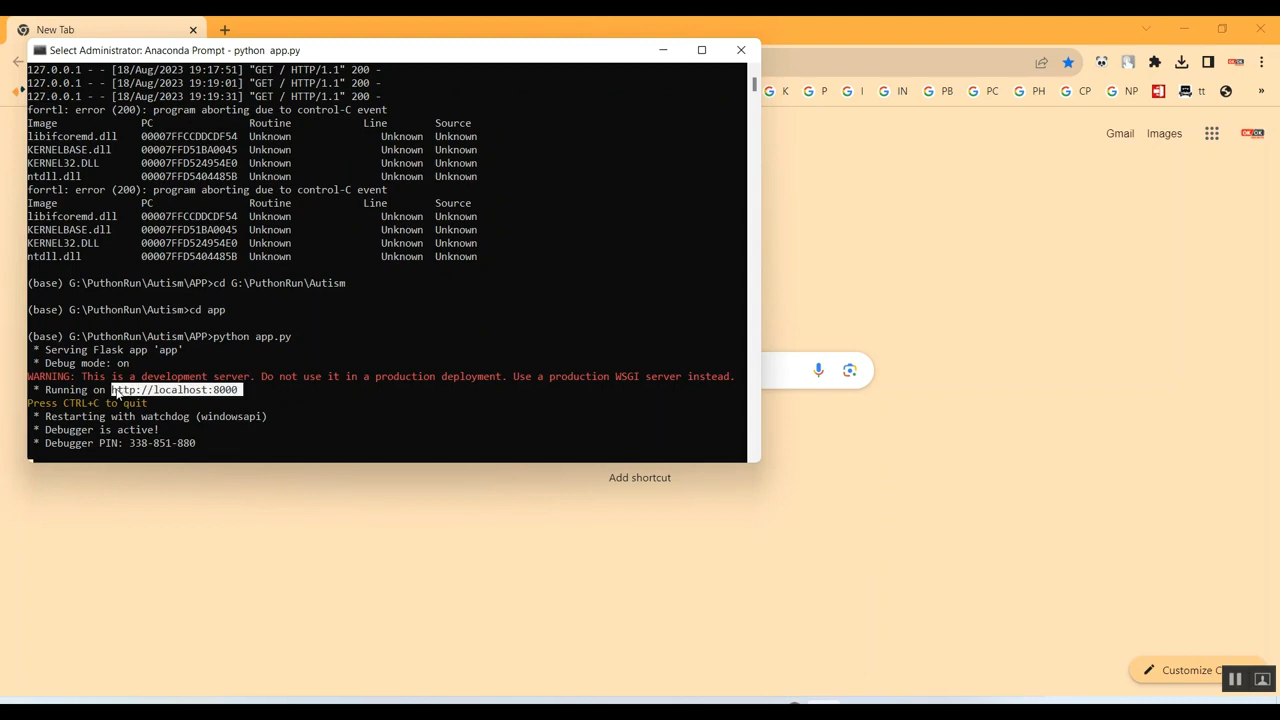 New Tab
Select Administrator: Anaconda Prompt - python  app.py
127.0.0.1 - - [18/Aug/2023 19:17:51] "GET / HTTP/1.1" 200 -
127.0.0.1 - - [18/Aug/2023 19:19:01] "GET / HTTP/1.1" 200 -
127.0.0.1 - - [18/Aug/2023 19:19:31] "GET / HTTP/1.1" 200 -
forrtl: error (200): program aborting due to control-C event
Image PC Routine Line Source
libifcoremd.dll 00007FFCCDDCDF54 Unknown Unknown Unknown
KERNELBASE.dll 00007FFD51BA0045 Unknown Unknown Unknown
KERNEL32.DLL 00007FFD524954E0 Unknown Unknown Unknown
ntdll.dll 00007FFD5404485B Unknown Unknown Unknown
forrtl: error (200): program aborting due to control-C event
Image PC Routine Line Source
libifcoremd.dll 00007FFCCDDCDF54 Unknown Unknown Unknown
KERNELBASE.dll 00007FFD51BA0045 Unknown Unknown Unknown
KERNEL32.DLL 00007FFD524954E0 Unknown Unknown Unknown
ntdll.dll 00007FFD5404485B Unknown Unknown Unknown
(base) G:\PuthonRun\Autism\APP>cd G:\PuthonRun\Autism
(base) G:\PuthonRun\Autism>cd app
(base) G:\PuthonRun\Autism\APP>python app.py
* Serving Flask app 'app'
* Debug mode: on
WARNING: This is a development server. Do not use it in a production deployment. Use a production WSGI server instead.
* Running on http://localhost:8000
Press CTRL+C to quit
* Restarting with watchdog (windowsapi)
* Debugger is active!
* Debugger PIN: 338-851-880
K P I IN PB PC PH CP NP tt »
Gmail Images
Add shortcut
Customize C